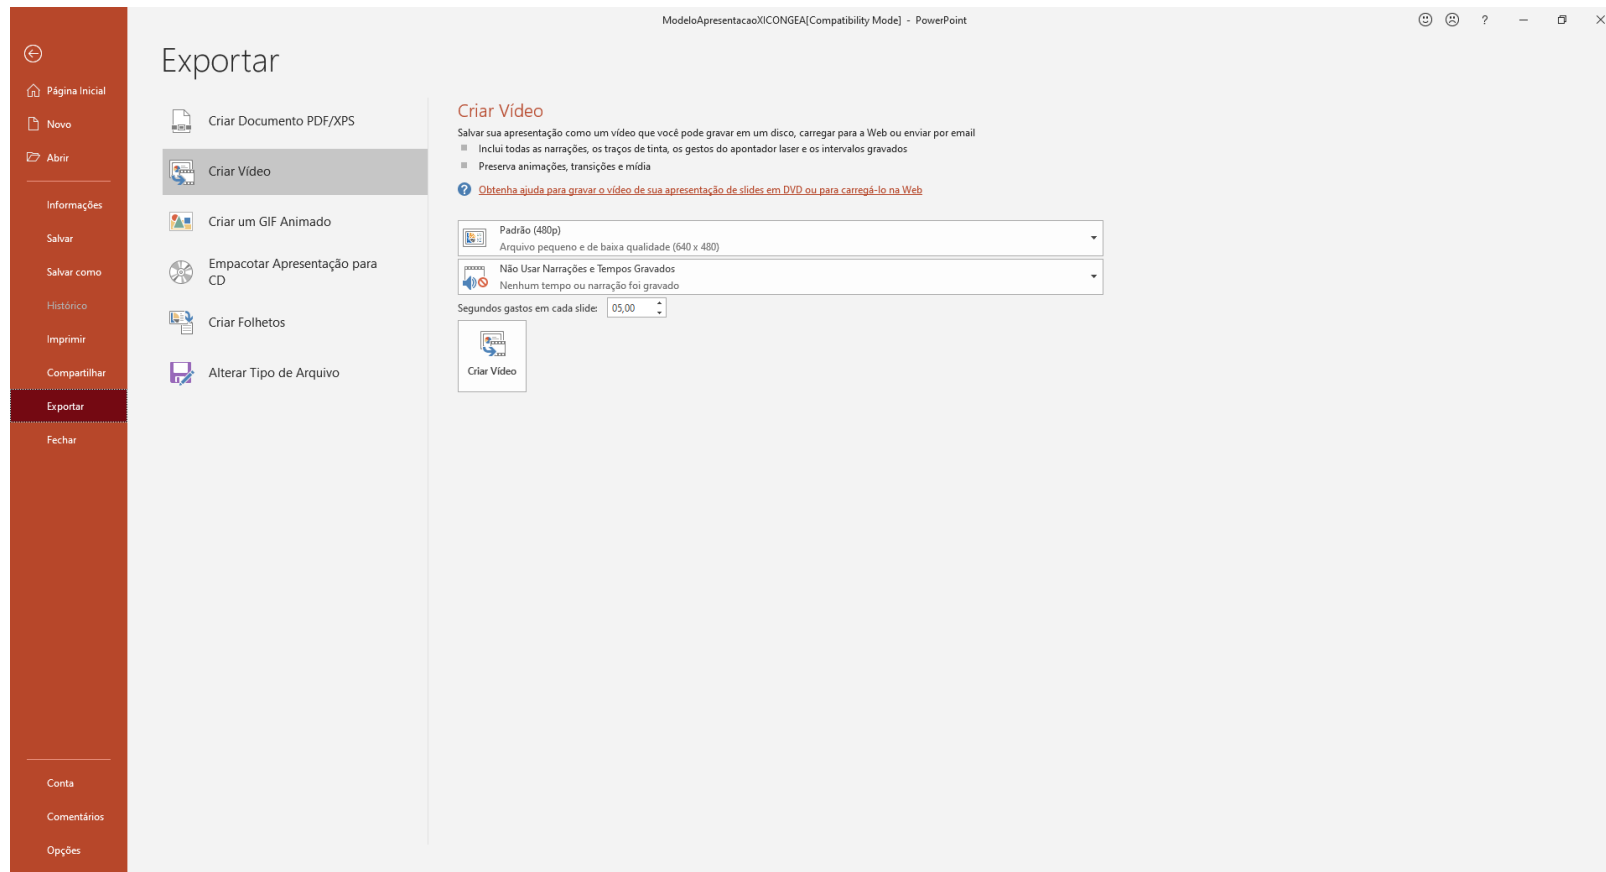 ModeloApresentacaoXICONGEA[Compatibility Mode] - PowerPoint
?
Página Inicial
Novo
Abrir
Informações
Salvar
Salvar como
Histórico
Imprimir
Compartilhar
Exportar
Fechar
Conta
Comentários
Opções
Exportar
Criar Documento PDF/XPS
Criar Vídeo
Criar um GIF Animado
Empacotar Apresentação para
CD
Criar Folhetos
Alterar Tipo de Arquivo
Criar Vídeo
Salvar sua apresentação como um vídeo que você pode gravar em um disco, carregar para a Web ou enviar por email
Inclui todas as narrações, os traços de tinta, os gestos do apontador laser e os intervalos gravados
Preserva animações, transições e mídia
Obtenha ajuda para gravar o vídeo de sua apresentação de slides em DVD ou para carregá-lo na Web
Padrão (480p)
Arquivo pequeno e de baixa qualidade (640 x 480)
Não Usar Narrações e Tempos Gravados
Nenhum tempo ou narração foi gravado
Segundos gastos em cada slide: 05,00
Criar Vídeo